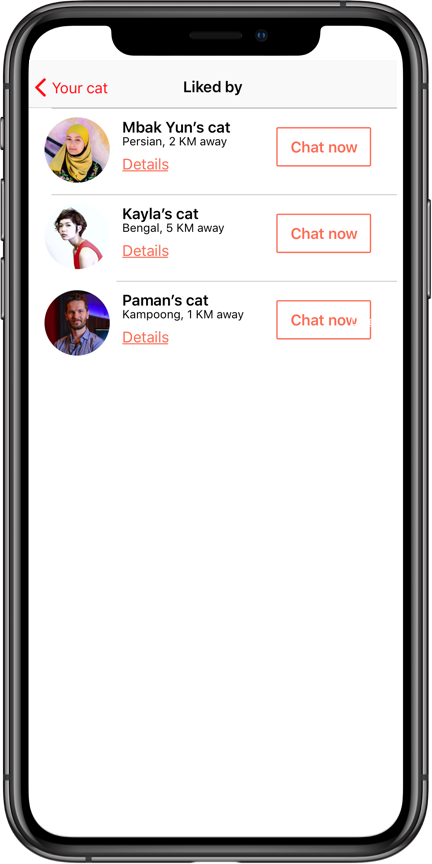 Your cat
Liked by
Mbak Yun’s cat
Persian, 2 KM away
Details
Chat now
Kayla’s cat
Bengal, 5 KM away
Details
Chat now
Paman’s cat
Kampoong, 1 KM away
Details
Chat now